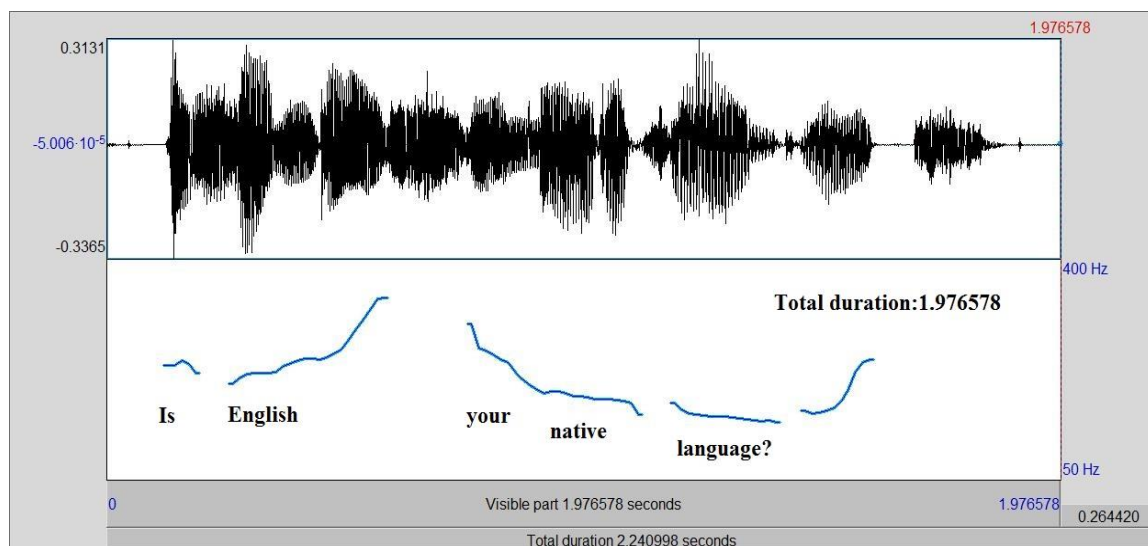 1.976578
0.3131
-5.006·10-5
-0.3365
400 Hz
Total duration:1.976578
Is English your native language?
50 Hz
0 Visible part 1.976578 seconds 1.976578
0.264420
Total duration 2.240998 seconds